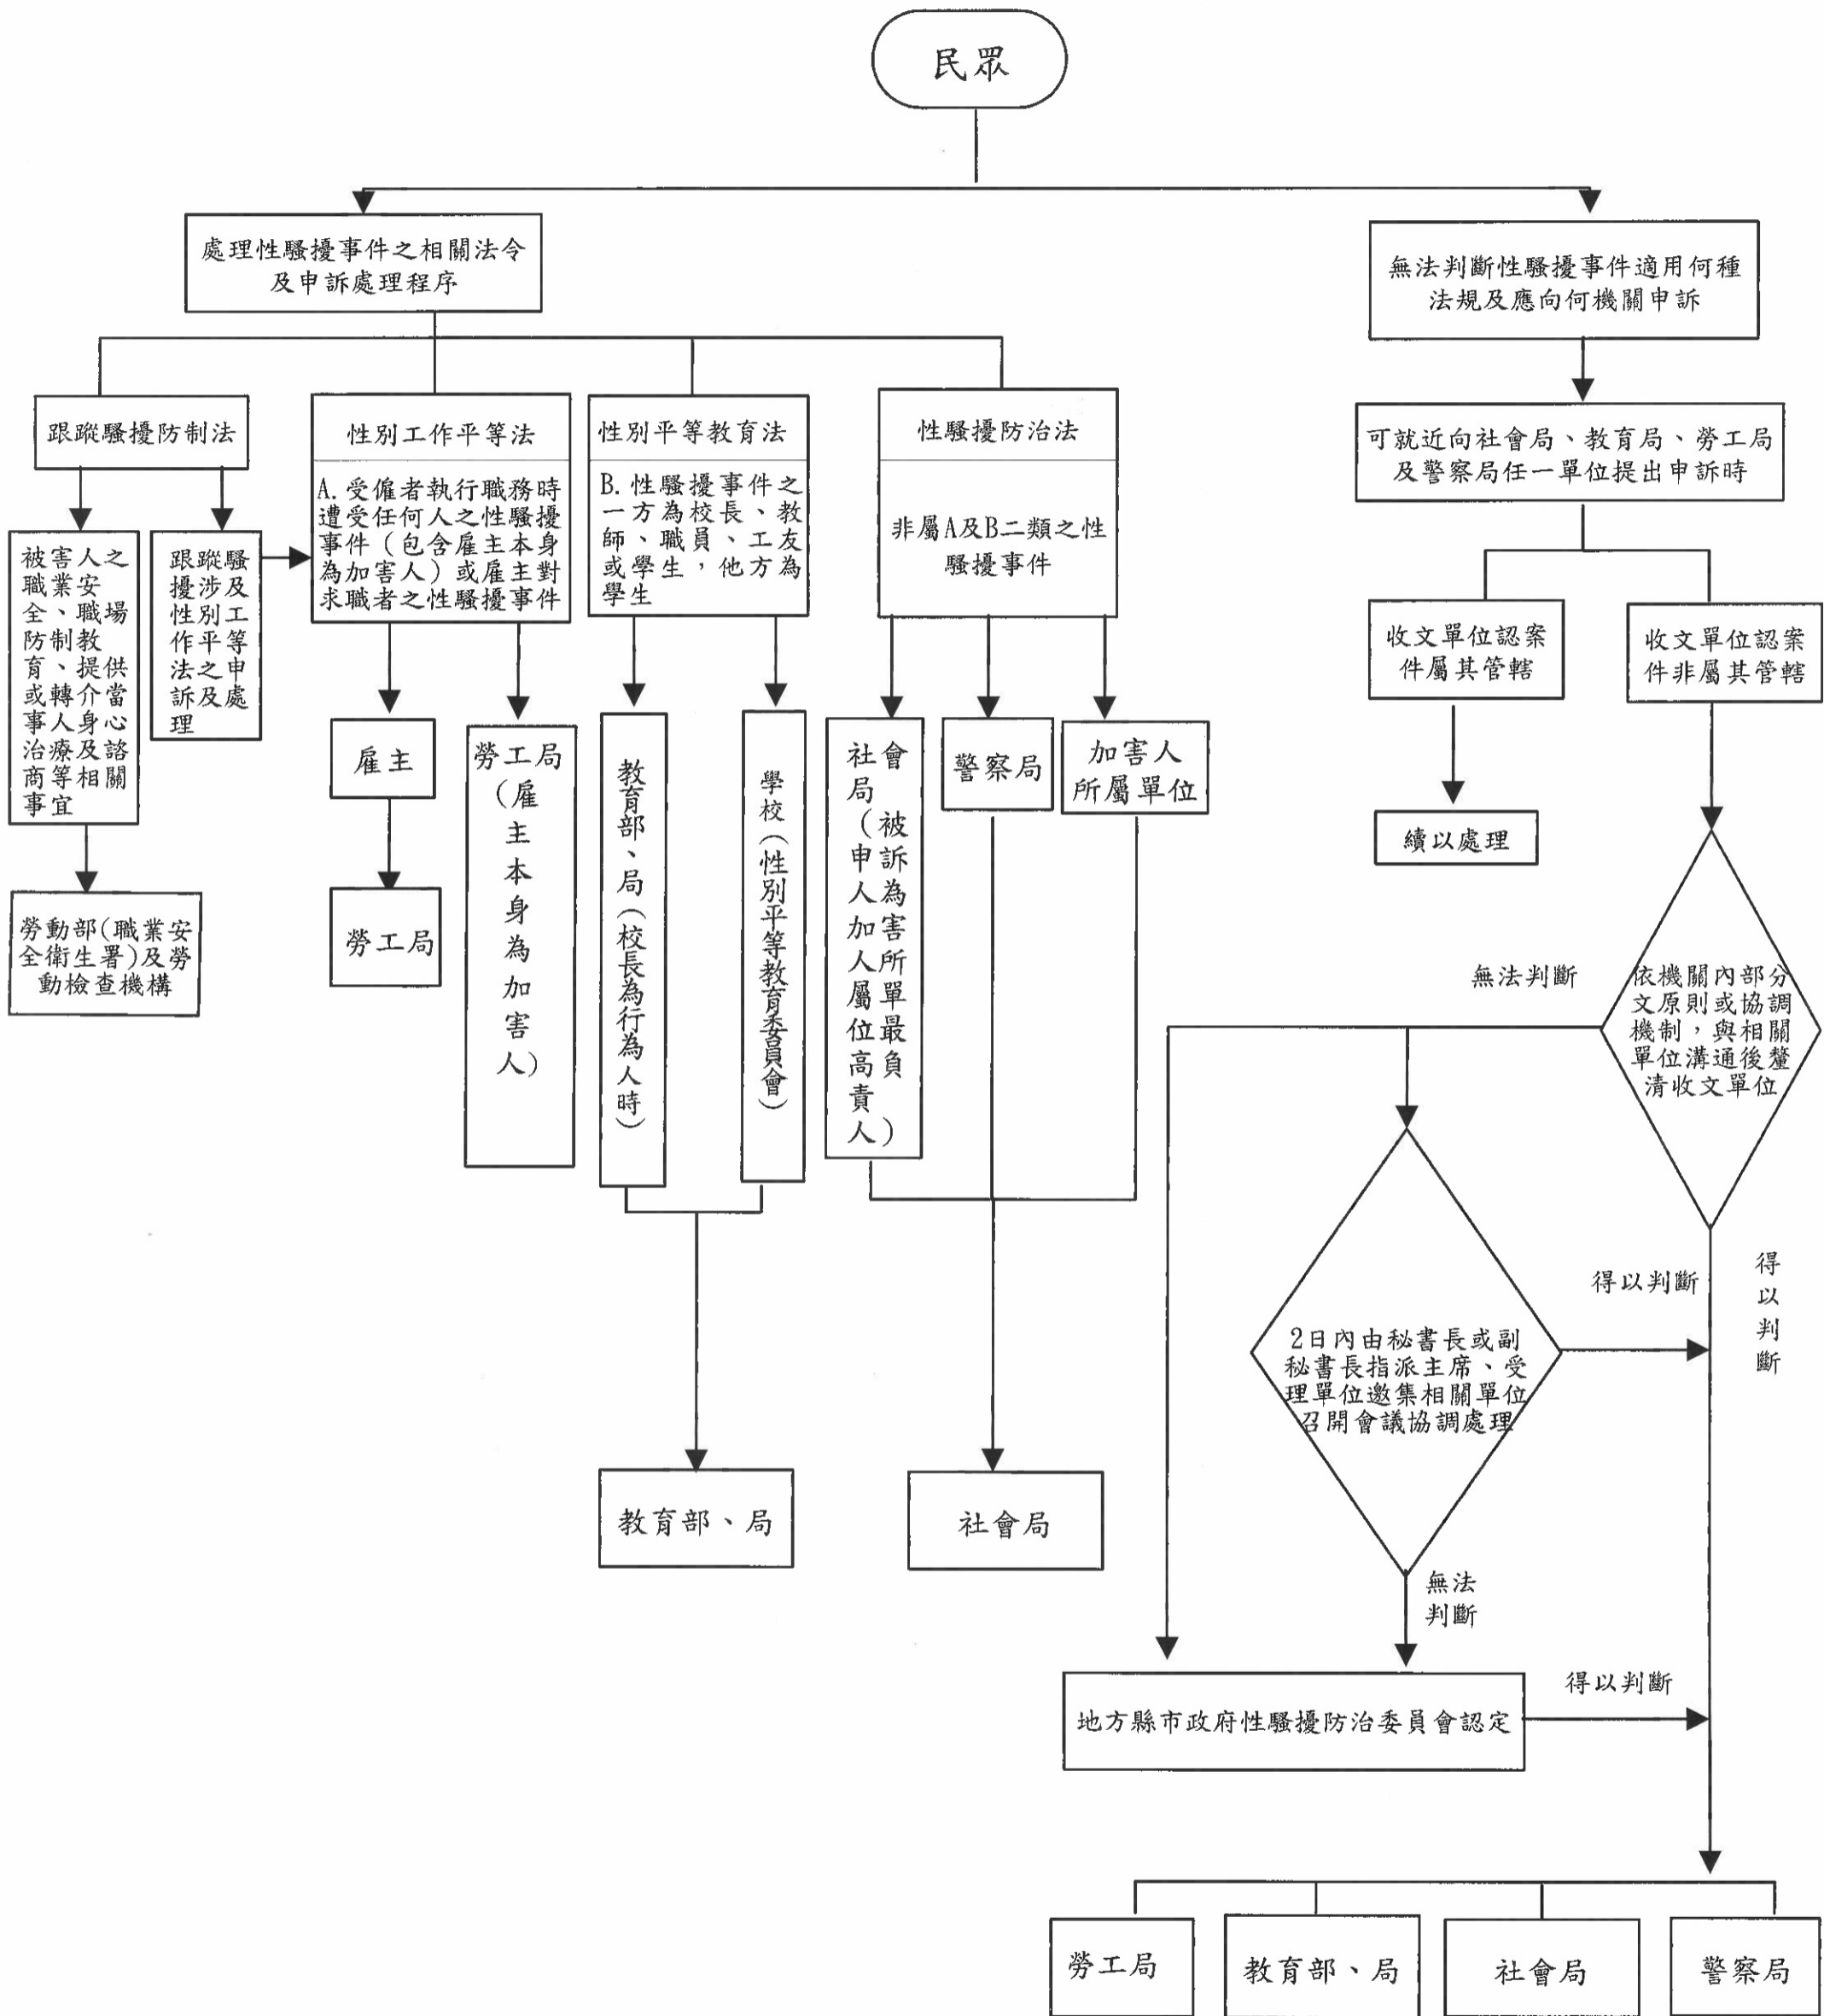 民眾
處理性騷擾事件之相關法令
及申訴處理程序
無法判斷性騷擾事件適用何種
法規及應向何機關申訴
跟蹤騷擾防制法
性別工作平等法
性別平等教育法
性騷擾防治法
可就近向社會局、教育局、勞工局
及警察局任一單位提出申訴時
A.受僱者執行職務時
遭受任何人之性騷擾
事件（包含雇主本身
為加害人）或雇主對
求職者之性騷擾事件
B.性騷擾事件之
一方為校長、教
師、職員、工友
或學生，他方為
學生
非屬A及B二類之性
騷擾事件
被害人之
職業安
全、職場
防制教
育、提供
或轉介當
事人身心
治療及諮
商等相關
事宜
跟蹤騷
擾涉及
性別工
作平等
法之申
訴及處
理
收文單位認案
件屬其管轄
收文單位認案
件非屬其管轄
雇主
勞工局
（雇
主
本
身
為
加
害
人）
教育部、局（校長為行為人時）
學校（性別平等教育委員會）
社會
局
（被
申訴
人為
加害
人所
屬單
位最
高負
責
人）
警察局
加害人
所屬單位
續以處理
勞動部(職業安
全衛生署)及勞
動檢查機構
勞工局
無法判斷
依機關內部分
文原則或協調
機制，與相關
單位溝通後釐
清收文單位
得以判斷
得
以
判
斷
2日內由秘書長或副
秘書長指派主席、受
理單位邀集相關單位
召開會議協調處理
教育部、局
社會局
無法
判斷
得以判斷
地方縣市政府性騷擾防治委員會認定
勞工局
教育部、局
社會局
警察局